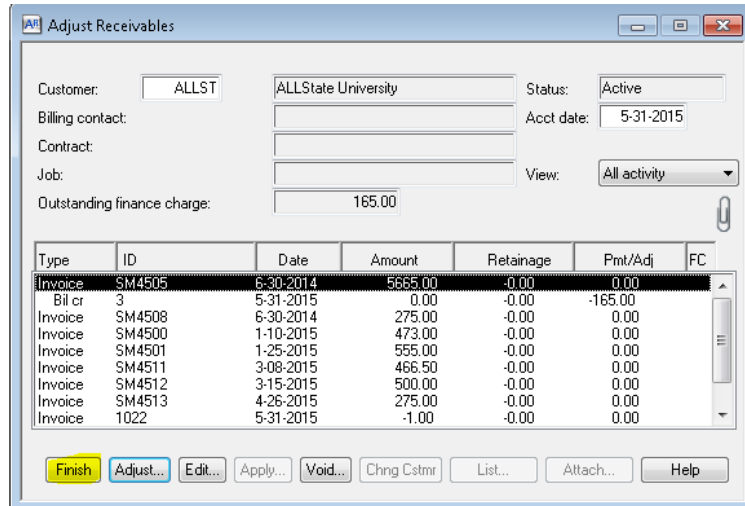 AR Adjust Receivables
Customer: ALLST ALLState University Status: Active
Billing contact: Acct date: 5-31-2015
Contract:
Job: View: All activity
Outstanding finance charge: 165.00
Type ID Date Amount Retainage Pmt/Adj FC
Invoice SM4505 6-30-2014 5665.00 -0.00 0.00
Bil cr 3 5-31-2015 0.00 -0.00 -165.00
Invoice SM4508 6-30-2014 275.00 -0.00 0.00
Invoice SM4500 1-10-2015 473.00 -0.00 0.00
Invoice SM4501 1-25-2015 555.00 -0.00 0.00
Invoice SM4511 3-08-2015 466.50 -0.00 0.00
Invoice SM4512 3-15-2015 500.00 -0.00 0.00
Invoice SM4513 4-26-2015 275.00 -0.00 0.00
Invoice 1022 5-31-2015 -1.00 -0.00 0.00
Finish Adjust... Edit... Apply... Void... Chng Cstmr List... Attach... Help